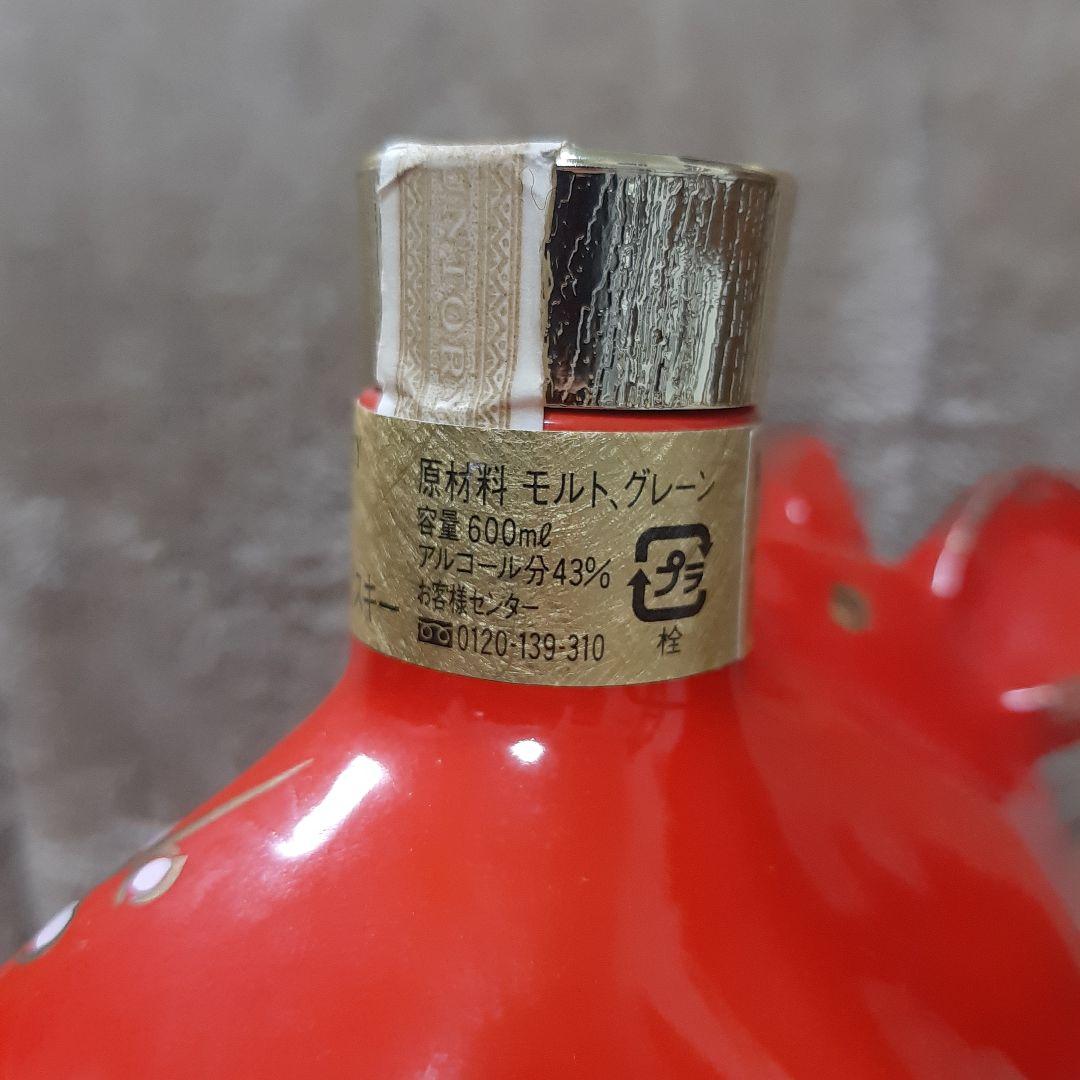 SUNTORY
原材料 モルト、グレーン
容量 600ml
アルコール分43%
お客様センター
スキー
0120-139-310
プラ
栓